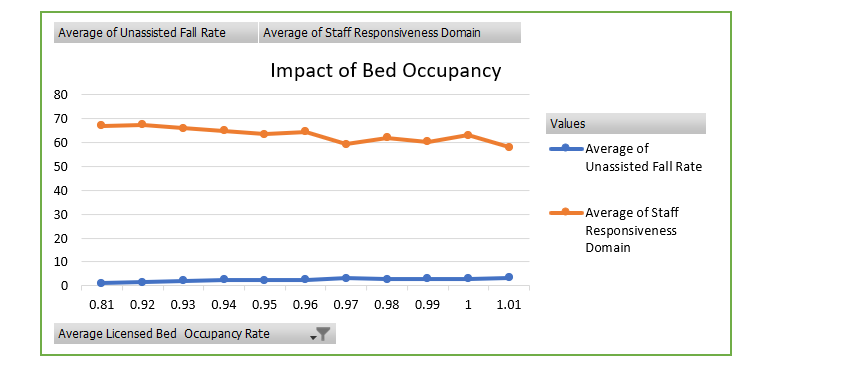 Average of Unassisted Fall Rate Average of Staff Responsiveness Domain
Impact of Bed Occupancy
80
70
60
50
40
30
20
10
0
0.81 0.92 0.93 0.94 0.95 0.96 0.97 0.98 0.99 1 1.01
Values
Average of
Unassisted Fall Rate
Average of Staff
Responsiveness
Domain
Average Licensed Bed Occupancy Rate